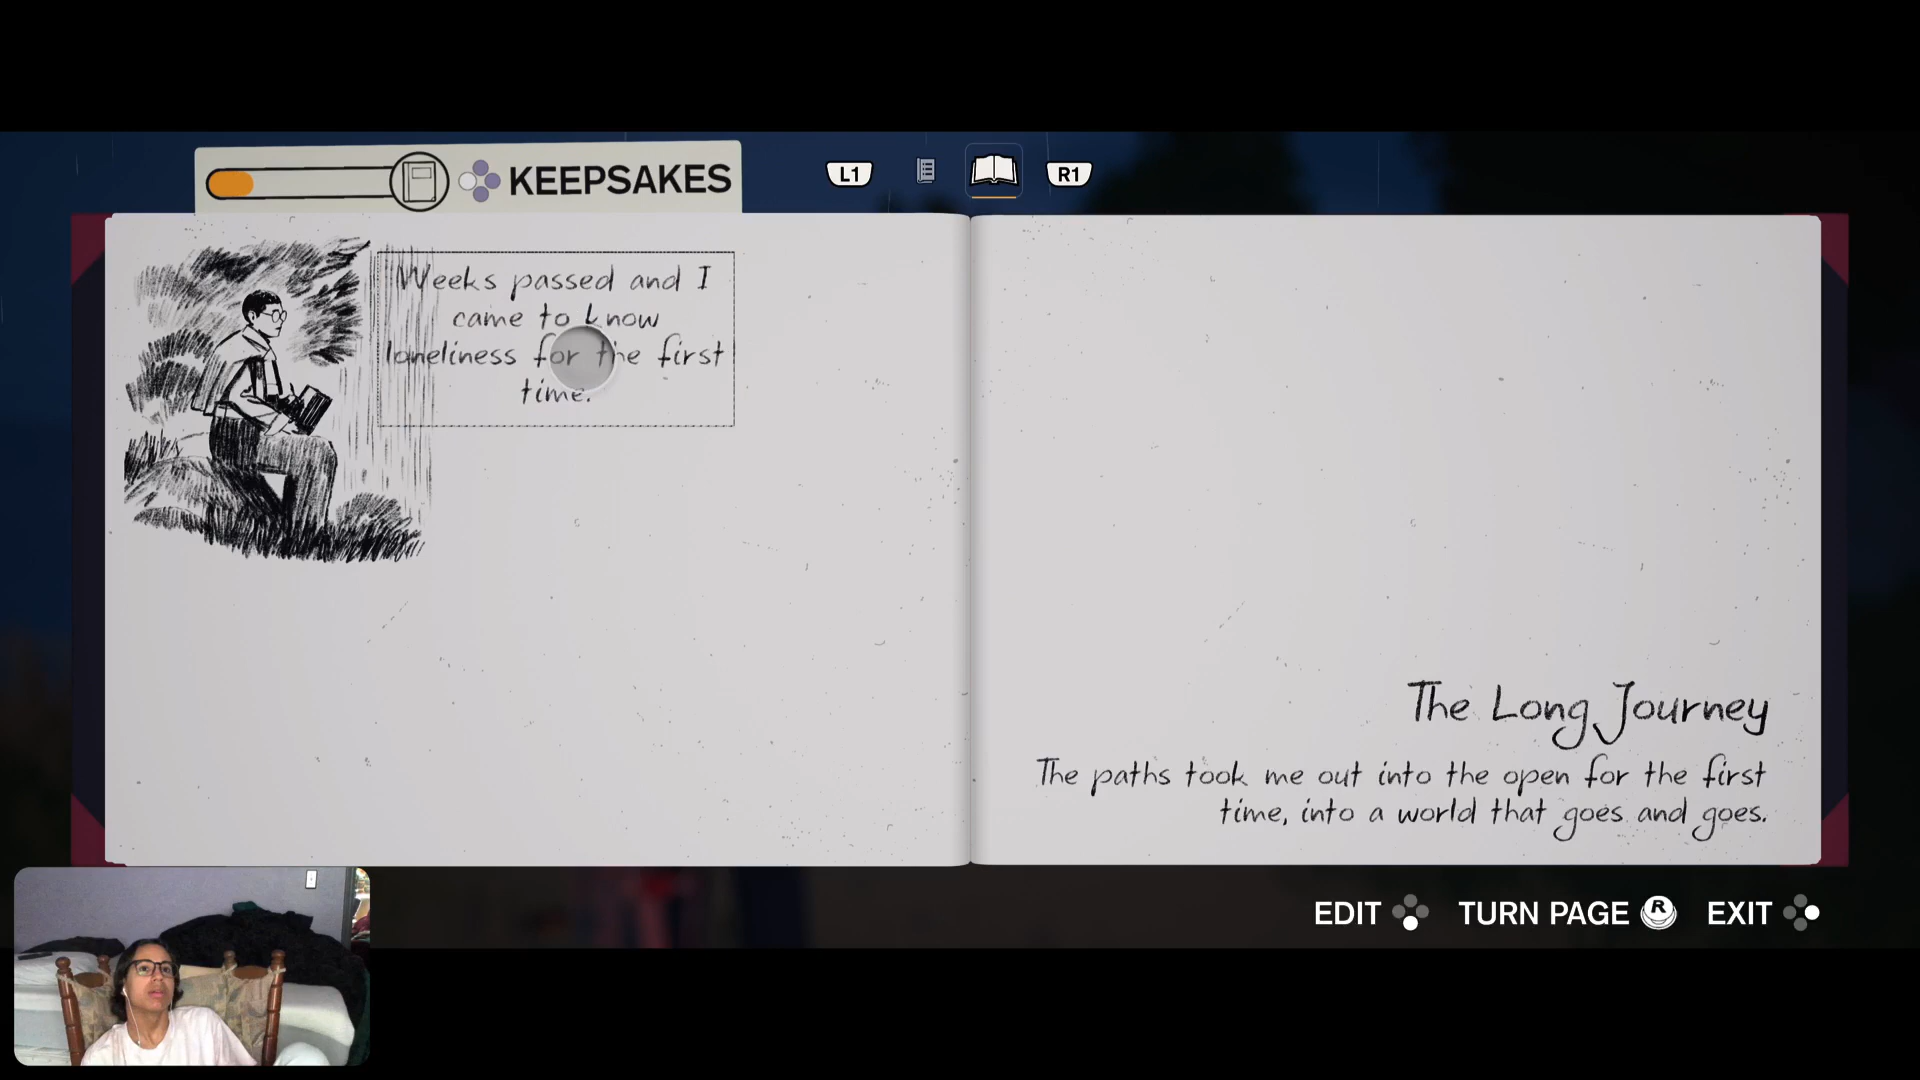 KEEPSAKES
L1
R1
Weeks passed and I
came to know
loneliness for the first
time.
The Long Journey
The paths took me out into the open for the first
time, into a world that goes and goes.
EDIT
TURN PAGE R
EXIT